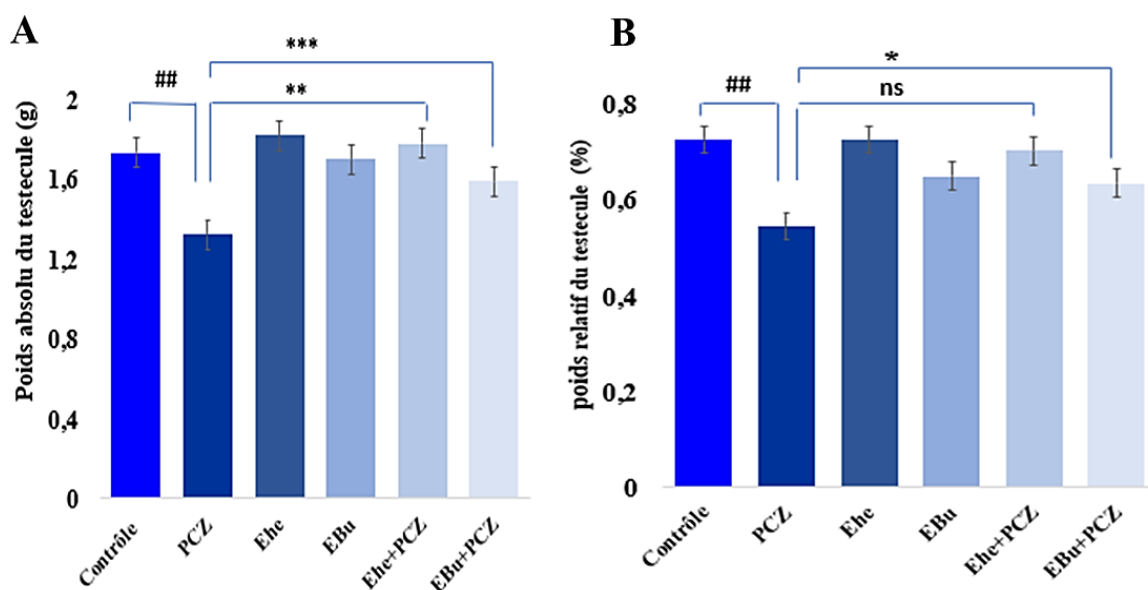 A
Poids absolu du testecule (g)
2
1,6
1,2
0,8
0,4
0
##
***
**
Contrôle
PCZ
Ehe
EBu
Ehe+PCZ
EBu+PCZ
B
poids relatif du testecule (%)
0,8
0,6
0,4
0,2
0
##
*
ns
Contrôle
PCZ
Ehe
EBu
Ehe+PCZ
EBu+PCZ